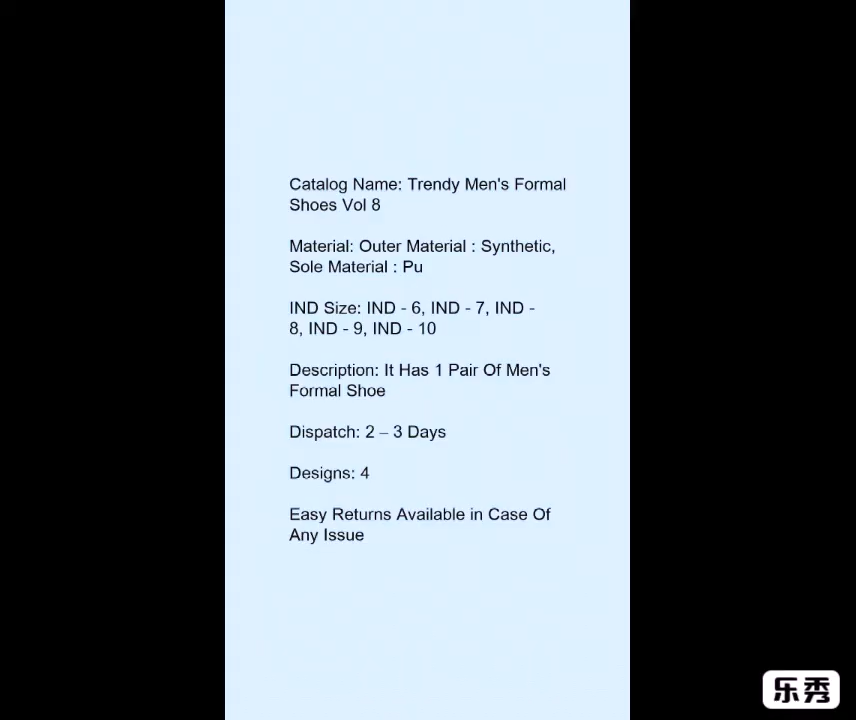 Catalog Name: Trendy Men's Formal
Shoes Vol 8
Material: Outer Material : Synthetic,
Sole Material : Pu
IND Size: IND - 6, IND - 7, IND -
8, IND - 9, IND - 10
Description: It Has 1 Pair Of Men's
Formal Shoe
Dispatch: 2 – 3 Days
Designs: 4
Easy Returns Available in Case Of
Any Issue
乐秀